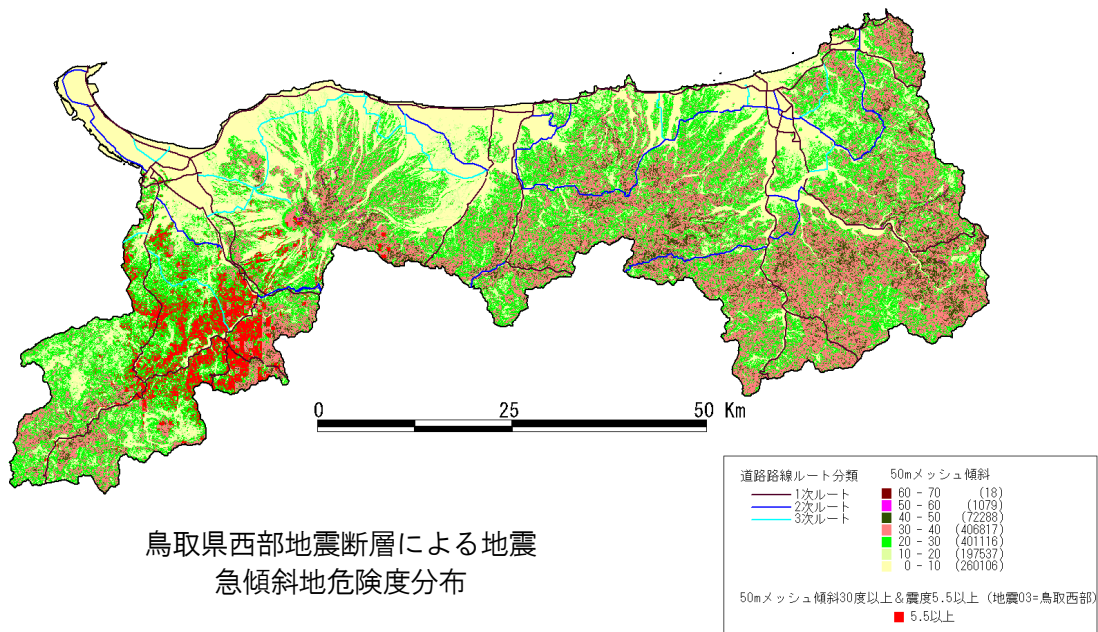 0 25 50 Km
鳥取県西部地震断層による地震
急傾斜地危険度分布
道路路線ルート分類
1次ルート
2次ルート
3次ルート
50mメッシュ傾斜
60 - 70 (18)
50 - 60 (1079)
40 - 50 (72288)
30 - 40 (406817)
20 - 30 (401116)
10 - 20 (197537)
0 - 10 (260106)
50mメッシュ傾斜30度以上&震度5.5以上 (地震03=鳥取西部)
5.5以上